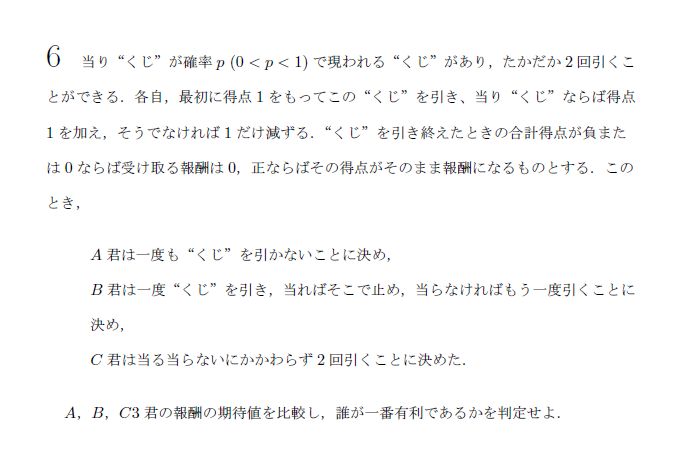 6 当り“くじ”が確率 p (0 < p < 1) で現われる“くじ”があり，たかだか 2 回引くこ
とができる．各自，最初に得点 1 をもってこの“くじ”を引き、当り“くじ”ならば得点
1 を加え，そうでなければ 1 だけ減ずる．“くじ”を引き終えたときの合計得点が負また
は 0 ならば受け取る報酬は 0，正ならばその得点がそのまま報酬になるものとする．この
とき，
A 君は一度も“くじ”を引かないことに決め，
B 君は一度“くじ”を引き，当ればそこで止め，当らなければもう一度引くことに
決め，
C 君は当る当らないにかかわらず 2 回引くことに決めた．
A，B，C3 君の報酬の期待値を比較し，誰が一番有利であるかを判定せよ．